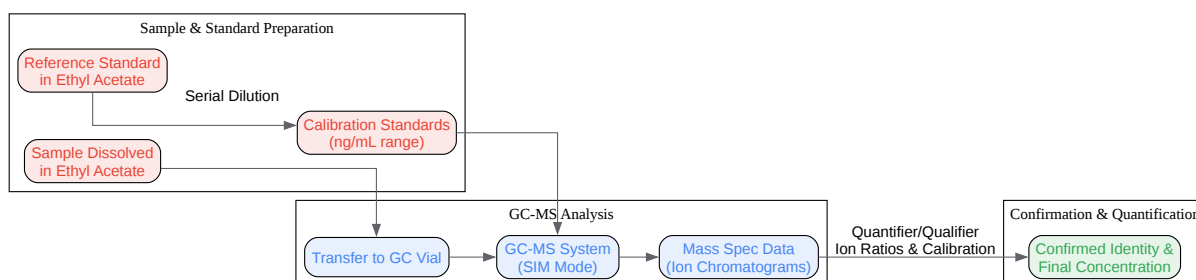 Sample & Standard Preparation
Reference Standard
in Ethyl Acetate
Serial Dilution
Calibration Standards
(ng/mL range)
Sample Dissolved
in Ethyl Acetate
GC-MS Analysis
Transfer to GC Vial
GC-MS System
(SIM Mode)
Mass Spec Data
(Ion Chromatograms)
Quantifier/Qualifier
Ion Ratios & Calibration
Confirmation & Quantification
Confirmed Identity &
Final Concentration